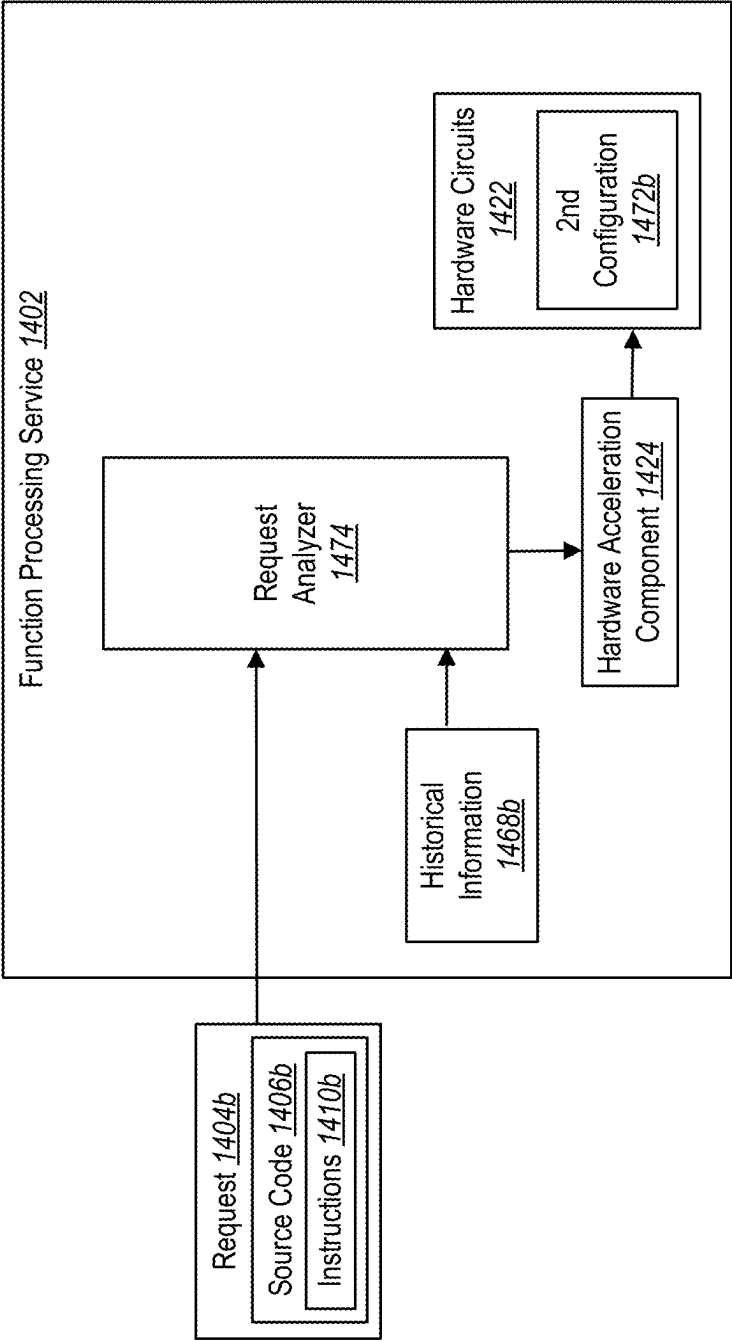 Function Processing Service 1402
Request 1404b
Source Code 1406b
Instructions 1410b
Request
Analyzer
1474
Historical
Information
1468b
Hardware Acceleration
Component 1424
Hardware Circuits
1422
2nd
Configuration
1472b